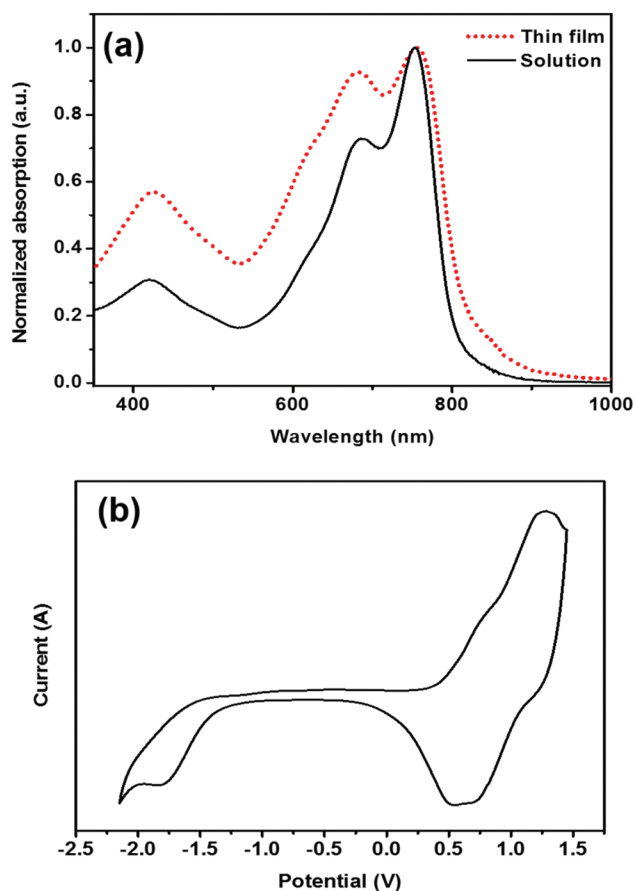 (a)
Thin film
Solution
Normalized absorption (a.u.)
1.0
0.8
0.6
0.4
0.2
0.0
400 600 800 1000
Wavelength (nm)
(b)
Current (A)
-2.5 -2.0 -1.5 -1.0 -0.5 0.0 0.5 1.0 1.5
Potential (V)